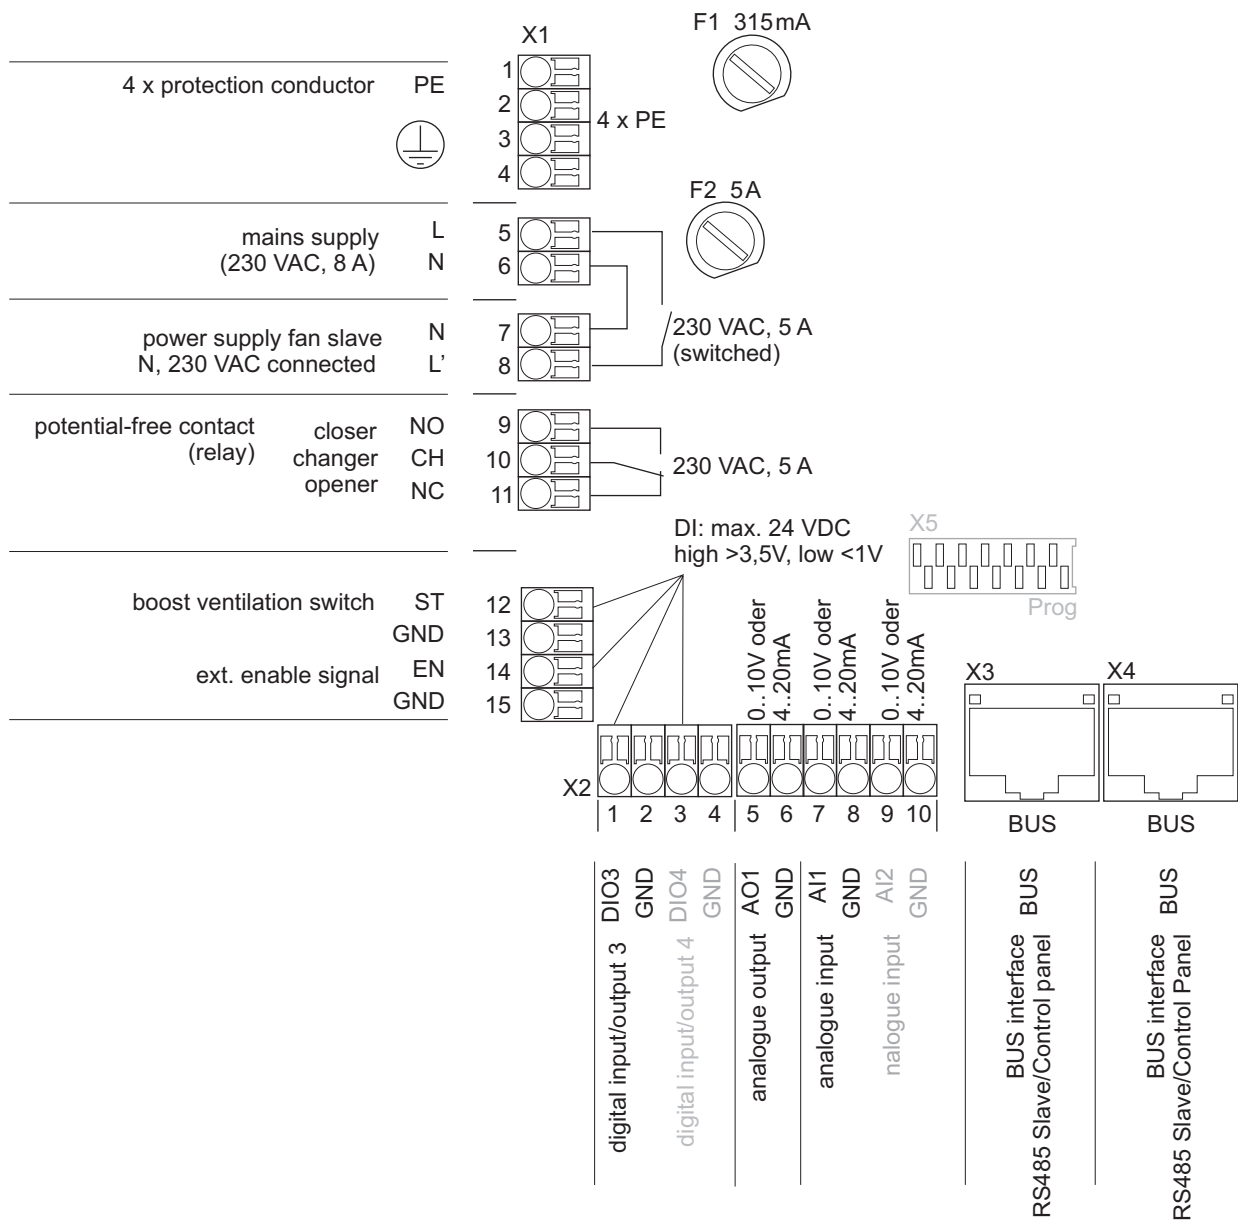 X1
F1 315mA
4 x protection conductor PE
1
2
3
4
4 x PE
F2 5A
mains supply
(230 VAC, 8 A)
L
N
5
6
power supply fan slave
N, 230 VAC connected
N
L’
7
8
230 VAC, 5 A
(switched)
potential-free contact
(relay)
closer
changer
opener
NO
CH
NC
9
10
11
230 VAC, 5 A
DI: max. 24 VDC
high >3,5V, low <1V
X5
Prog
boost ventilation switch ST
GND
ext. enable signal EN
GND
12
13
14
15
0..10V oder
4..20mA
0..10V oder
4..20mA
0..10V oder
4..20mA
X3
X4
X2
1 2 3 4 5 6 7 8 9 10
BUS
BUS
DIO3
GND
DIO4
GND
AO1
GND
AI1
GND
AI2
GND
BUS
BUS
digital input/output 3
digital input/output 4
analogue output
analogue input
nalogue input
BUS interface
RS485 Slave/Control panel
BUS interface
RS485 Slave/Control Panel